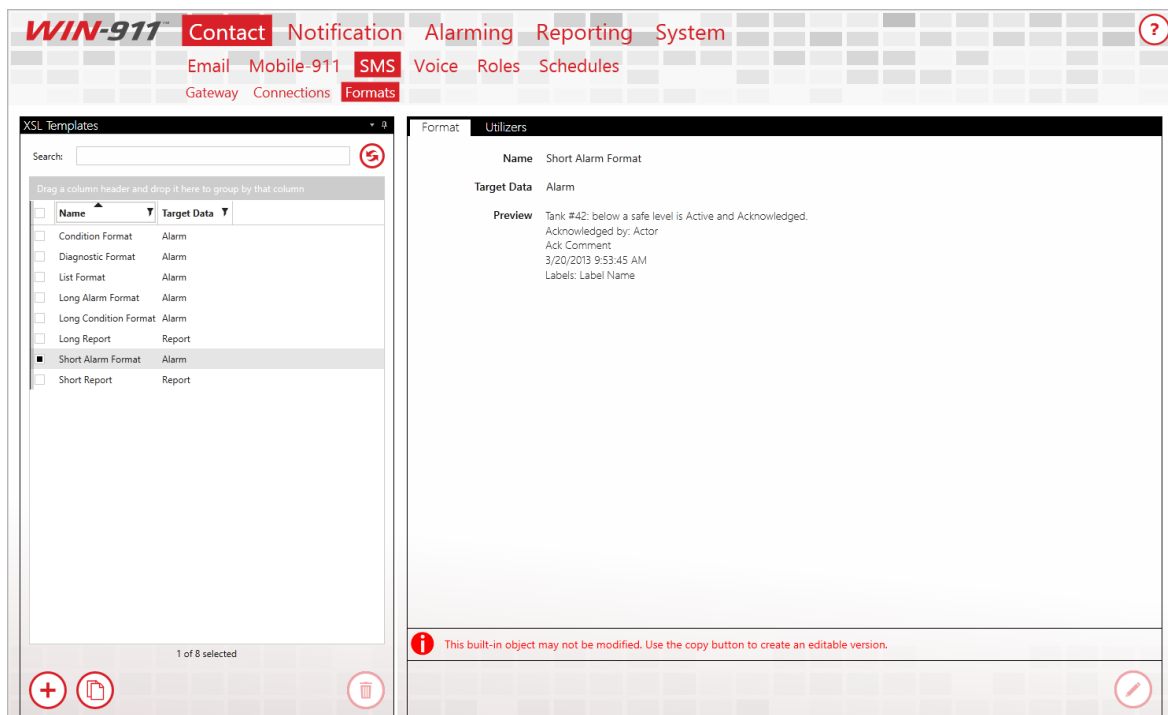 WIN-911™ Contact Notification Alarming Reporting System ?
Email Mobile-911 SMS Voice Roles Schedules
Gateway Connections Formats
XSL Templates
Search:
Drag a column header and drop it here to group by that column
Name Target Data
Condition Format Alarm
Diagnostic Format Alarm
List Format Alarm
Long Alarm Format Alarm
Long Condition Format Alarm
Long Report Report
Short Alarm Format Alarm
Short Report Report
1 of 8 selected
Format Utilizers
Name Short Alarm Format
Target Data Alarm
Preview Tank #42: below a safe level is Active and Acknowledged.
Acknowledged by: Actor
Ack Comment
3/20/2013 9:53:45 AM
Labels: Label Name
This built-in object may not be modified. Use the copy button to create an editable version.